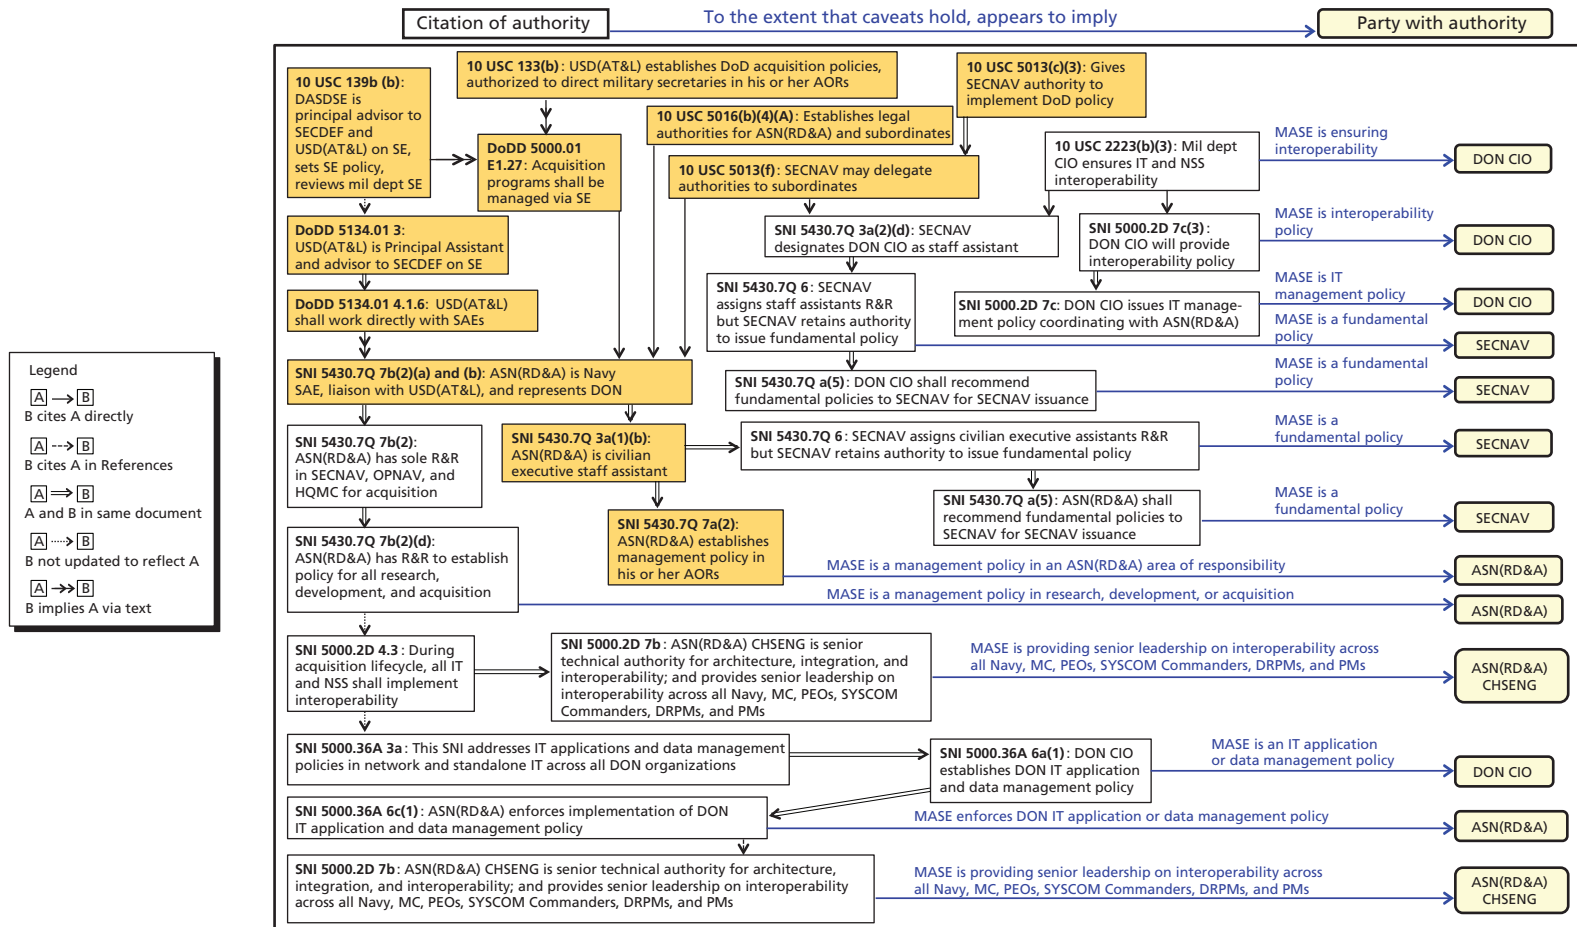 Citation of authority
To the extent that caveats hold, appears to imply
Party with authority
10 USC 139b (b):
DASDSE is
principal advisor to
SECDEF and
USD(AT&L) on SE,
sets SE policy,
reviews mil dept SE
10 USC 133(b): USD(AT&L) establishes DoD acquisition policies,
authorized to direct military secretaries in his or her AORs
10 USC 5013(c)(3): Gives
SECNAV authority to
implement DoD policy
10 USC 5016(b)(4)(A): Establishes legal
authorities for ASN(RD&A) and subordinates
DoDD 5000.01
E1.27: Acquisition
programs shall be
managed via SE
10 USC 5013(f): SECNAV may delegate
authorities to subordinates
10 USC 2223(b)(3): Mil dept
CIO ensures IT and NSS
interoperability
MASE is ensuring
interoperability
DON CIO
DoDD 5134.01 3:
USD(AT&L) is Principal Assistant
and advisor to SECDEF on SE
SNI 5430.7Q 3a(2)(d): SECNAV
designates DON CIO as staff assistant
SNI 5000.2D 7c(3):
DON CIO will provide
interoperability policy
MASE is interoperability
policy
DON CIO
DoDD 5134.01 4.1.6: USD(AT&L)
shall work directly with SAEs
SNI 5430.7Q 6: SECNAV
assigns staff assistants R&R
but SECNAV retains authority
to issue fundamental policy
SNI 5000.2D 7c: DON CIO issues IT manage-
ment policy coordinating with ASN(RD&A)
MASE is IT
management policy
DON CIO
MASE is a fundamental
policy
SECNAV
SNI 5430.7Q 7b(2)(a) and (b): ASN(RD&A) is Navy
SAE, liaison with USD(AT&L), and represents DON
SNI 5430.7Q a(5): DON CIO shall recommend
fundamental policies to SECNAV for SECNAV issuance
MASE is a fundamental
policy
SECNAV
Legend
A B
B cites A directly
A B
B cites A in References
A B
A and B in same document
A B
B not updated to reflect A
A B
B implies A via text
SNI 5430.7Q 7b(2):
ASN(RD&A) has sole R&R
in SECNAV, OPNAV, and
HQMC for acquisition
SNI 5430.7Q 3a(1)(b):
ASN(RD&A) is civilian
executive staff assistant
SNI 5430.7Q 6: SECNAV assigns civilian executive assistants R&R
but SECNAV retains authority to issue fundamental policy
MASE is a
fundamental policy
SECNAV
SNI 5430.7Q a(5): ASN(RD&A) shall
recommend fundamental policies to
SECNAV for SECNAV issuance
MASE is a
fundamental policy
SECNAV
SNI 5430.7Q 7a(2):
ASN(RD&A) establishes
management policy in
his or her AORs
MASE is a management policy in an ASN(RD&A) area of responsibility
ASN(RD&A)
SNI 5430.7Q 7b(2)(d):
ASN(RD&A) has R&R to establish
policy for all research,
development, and acquisition
MASE is a management policy in research, development, or acquisition
ASN(RD&A)
SNI 5000.2D 4.3: During
acquisition lifecycle, all IT
and NSS shall implement
interoperability
SNI 5000.2D 7b: ASN(RD&A) CHSENG is senior
technical authority for architecture, integration, and
interoperability; and provides senior leadership on
interoperability across all Navy, MC, PEOs, SYSCOM
Commanders, DRPMs, and PMs
MASE is providing senior leadership on interoperability across
all Navy, MC, PEOs, SYSCOM Commanders, DRPMs, and PMs
ASN(RD&A)
CHSENG
SNI 5000.36A 3a: This SNI addresses IT applications and data management
policies in network and standalone IT across all DON organizations
SNI 5000.36A 6a(1): DON CIO
establishes DON IT application
and data management policy
MASE is an IT application
or data management policy
DON CIO
SNI 5000.36A 6c(1): ASN(RD&A) enforces implementation of DON
IT application and data management policy
MASE enforces DON IT application or data management policy
ASN(RD&A)
SNI 5000.2D 7b: ASN(RD&A) CHSENG is senior technical authority for architecture,
integration, and interoperability; and provides senior leadership on interoperability
across all Navy, MC, PEOs, SYSCOM Commanders, DRPMs, and PMs
MASE is providing senior leadership on interoperability across
all Navy, MC, PEOs, SYSCOM Commanders, DRPMs, and PMs
ASN(RD&A)
CHSENG